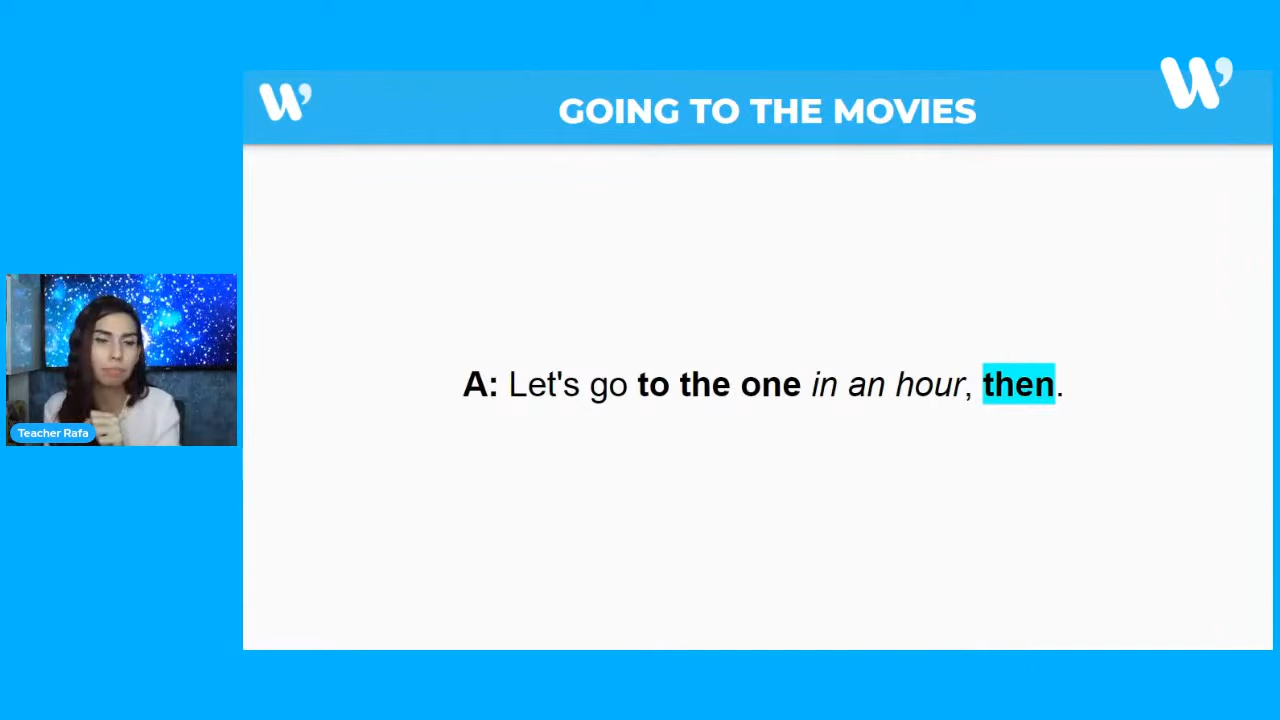 W'
GOING TO THE MOVIES
W'
A: Let's go to the one in an hour, then.
Teacher Rafa